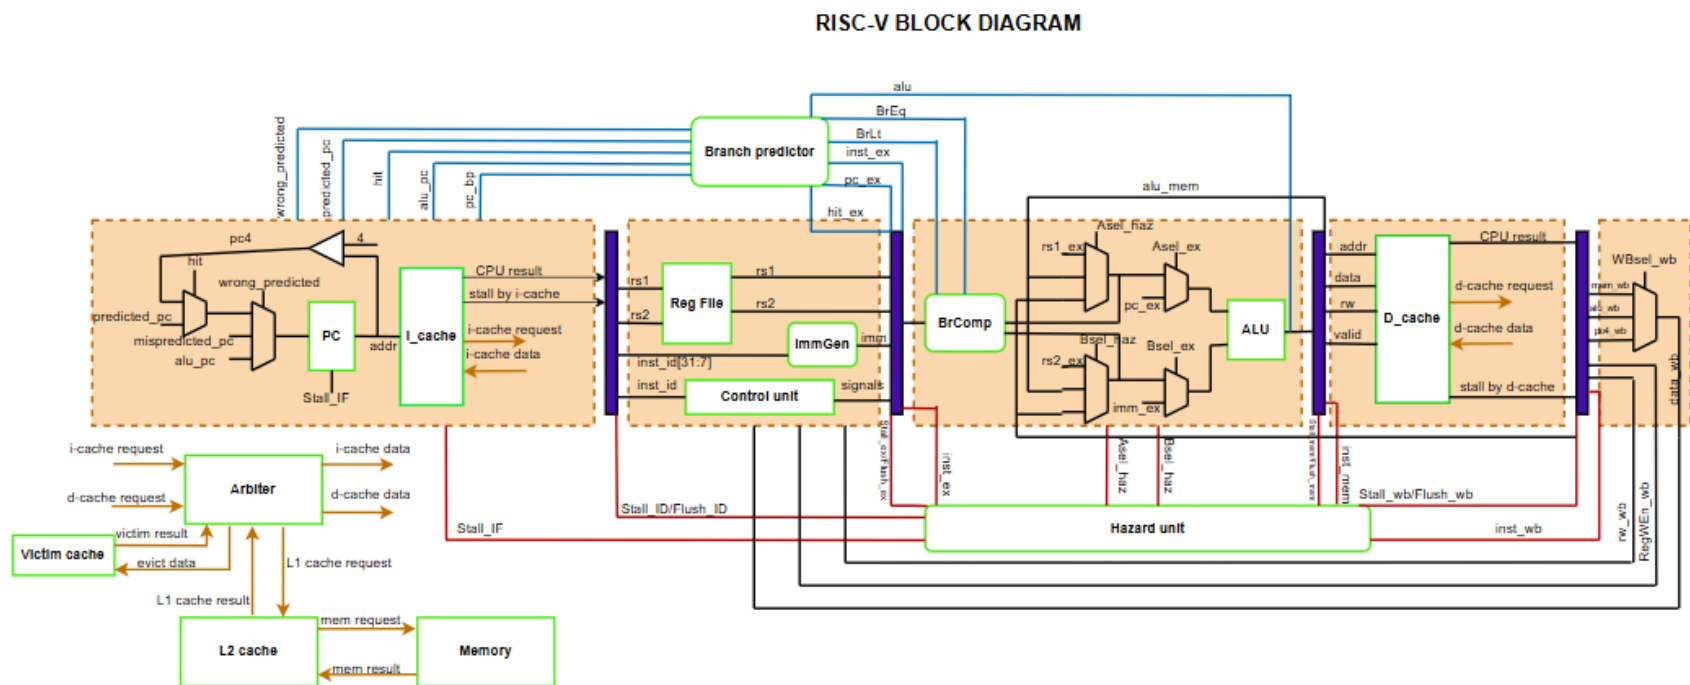 RISC-V BLOCK DIAGRAM
alu
BrEq
BrLt
inst_ex
pc_ex
hit_ex
Branch predictor
wrong_predicted
predicted_pc
hit
alu_pc
pc_bp
alu_mem
pc4
4
hit
wrong_predicted
predicted_pc
mispredicted_pc
alu_pc
PC
Stall_IF
addr
I_cache
CPU result
stall by i-cache
i-cache request
i-cache data
rs1
rs2
Reg File
rs1
rs2
ImmGen
imm
inst_id[31:7]
inst_id
Control unit
signals
BrComp
Asel_haz
rs1_ex
Asel_ex
pc_ex
Bsel_haz
rs2_ex
Bsel_ex
imm_ex
ALU
addr
data
rw
valid
D_cache
CPU result
d-cache request
d-cache data
stall by d-cache
WBsel_wb
mem_wb
alu_wb
pc4_wb
data_wb
Stall_ex/Flush_ex
inst_ex
Asel_haz
Bsel_haz
inst_mem
Stall_wb/Flush_wb
inst_wb
rw_wb
RegWEn_wb
Stall_IF
Stall_ID/Flush_ID
Hazard unit
i-cache request
i-cache data
Arbiter
d-cache request
d-cache data
victim result
Victim cache
evict data
L1 cache request
L1 cache result
L2 cache
mem request
mem result
Memory